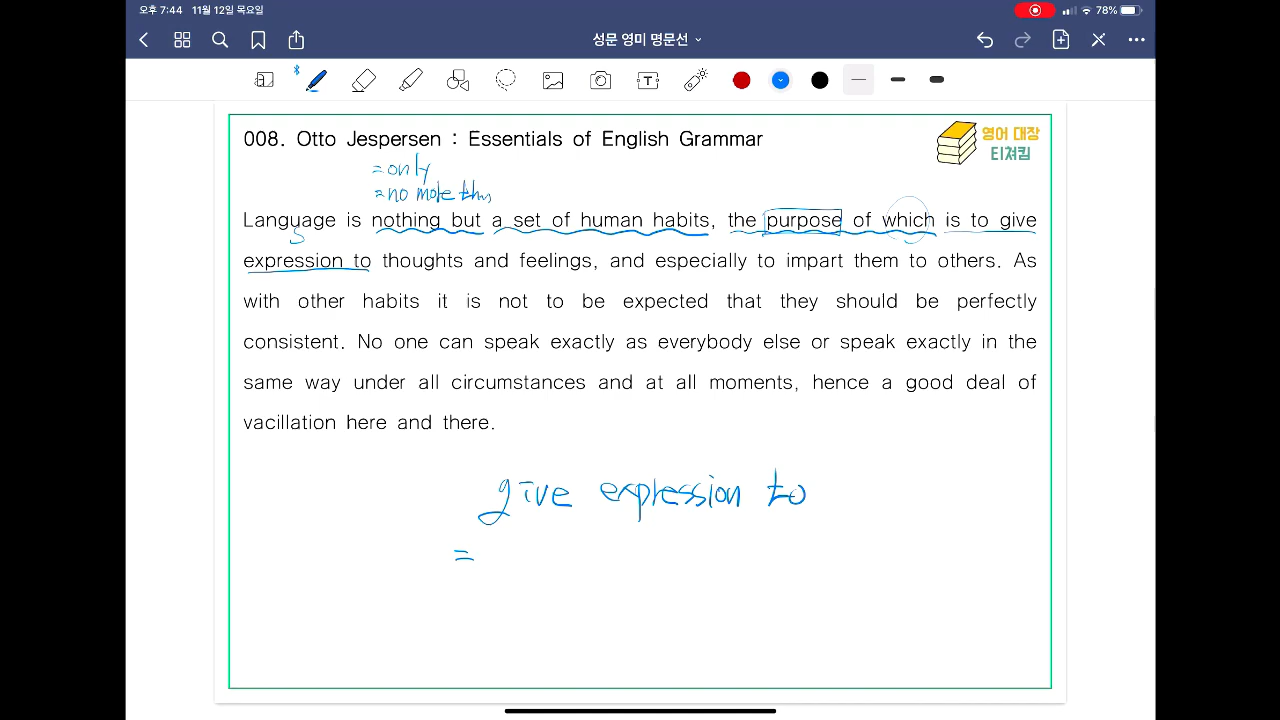 오후 7:44 11월 12일 목요일
78%
성문 영미 명문선
008. Otto Jespersen : Essentials of English Grammar
영어 대장
티쳐킴
= only
= no more than
Language is nothing but a set of human habits, the purpose of which is to give
S
expression to thoughts and feelings, and especially to impart them to others. As
with other habits it is not to be expected that they should be perfectly
consistent. No one can speak exactly as everybody else or speak exactly in the
same way under all circumstances and at all moments, hence a good deal of
vacillation here and there.
give expression to
=